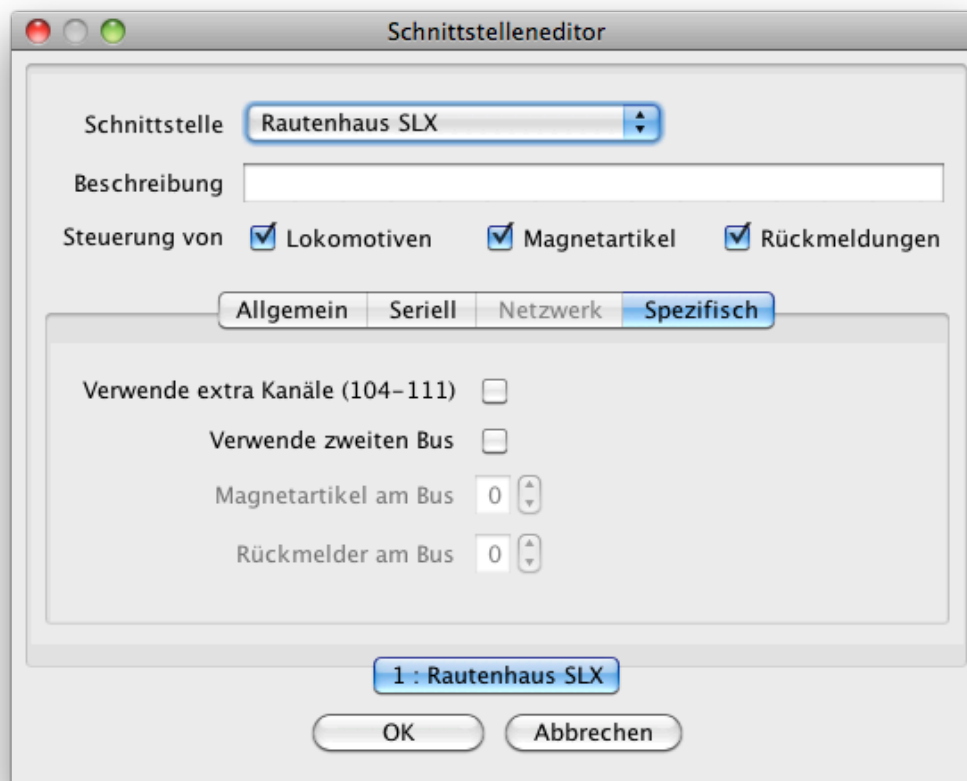 Schnittstelleneditor
Schnittstelle Rautenhaus SLX
Beschreibung
Steuerung von Lokomotiven Magnetartikel Rückmeldungen
Allgemein Seriell Netzwerk Spezifisch
Verwende extra Kanäle (104–111)
Verwende zweiten Bus
Magnetartikel am Bus 0
Rückmelder am Bus 0
1 : Rautenhaus SLX
OK Abbrechen